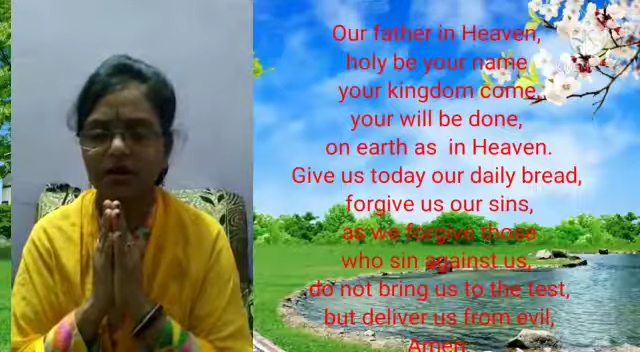 Our father in Heaven,
holy be your name
your kingdom come,
your will be done,
on earth as in Heaven.
Give us today our daily bread,
forgive us our sins,
as we forgive those
who sin against us,
do not bring us to the test,
but deliver us from evil,
Amen